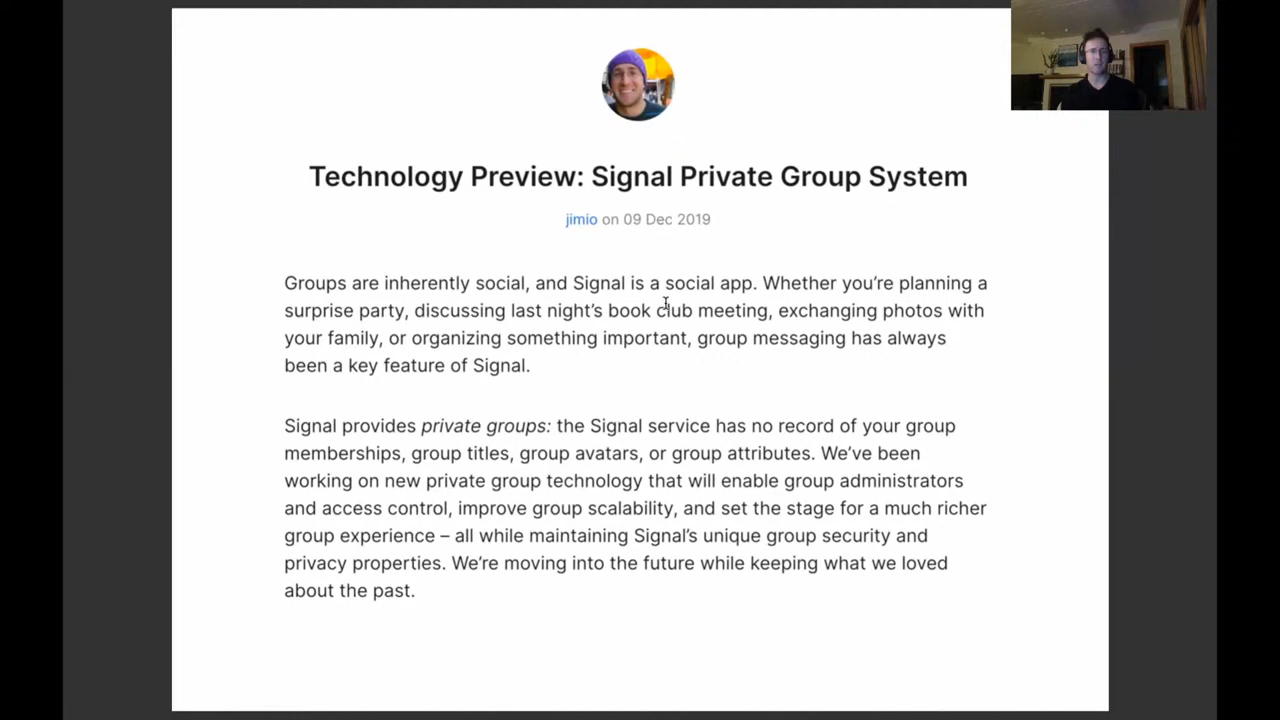 Technology Preview: Signal Private Group System
jimio on 09 Dec 2019
Groups are inherently social, and Signal is a social app. Whether you’re planning a
surprise party, discussing last night’s book club meeting, exchanging photos with
your family, or organizing something important, group messaging has always
been a key feature of Signal.
Signal provides private groups: the Signal service has no record of your group
memberships, group titles, group avatars, or group attributes. We’ve been
working on new private group technology that will enable group administrators
and access control, improve group scalability, and set the stage for a much richer
group experience – all while maintaining Signal’s unique group security and
privacy properties. We’re moving into the future while keeping what we loved
about the past.